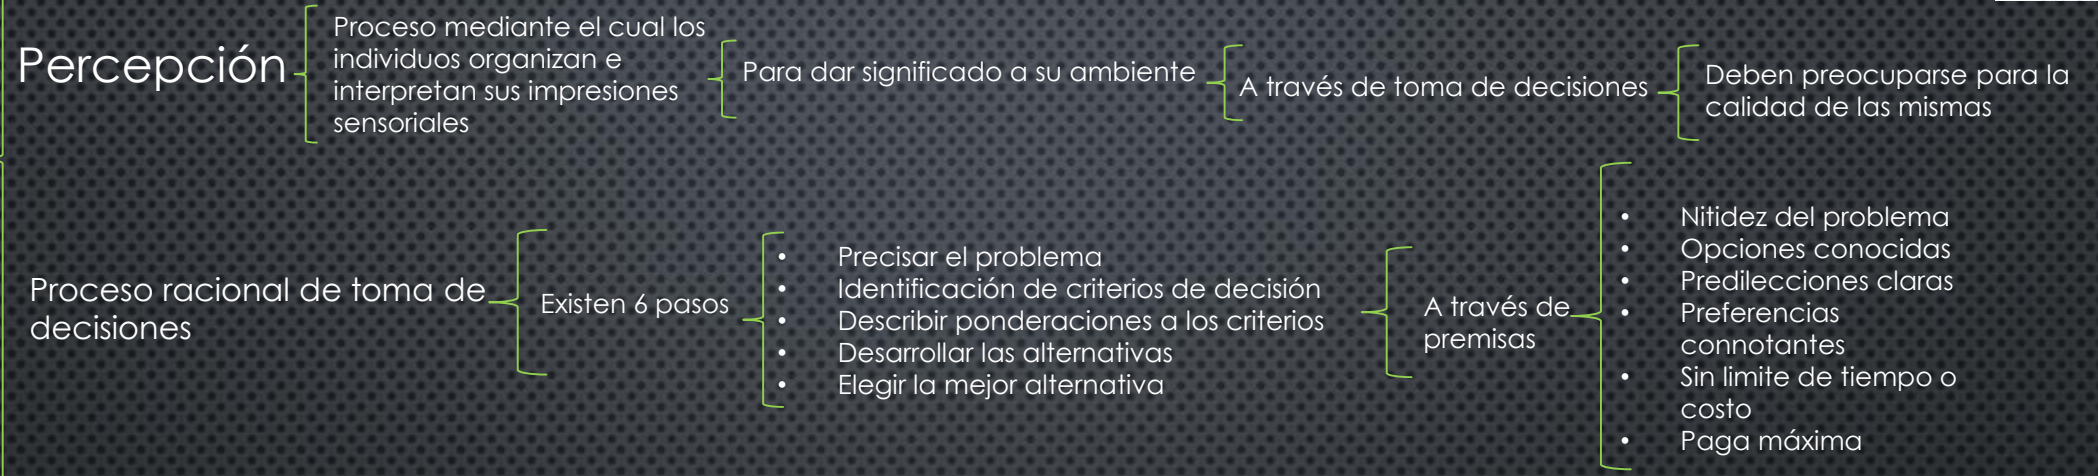 Percepción
Proceso mediante el cual los
individuos organizan e
interpretan sus impresiones
sensoriales
Para dar significado a su ambiente
A través de toma de decisiones
Deben preocuparse para la
calidad de las mismas
Proceso racional de toma de
decisiones
Existen 6 pasos
• Precisar el problema
• Identificación de criterios de decisión
• Describir ponderaciones a los criterios
• Desarrollar las alternativas
• Elegir la mejor alternativa
A través de
premisas
• Nitidez del problema
• Opciones conocidas
• Predilecciones claras
• Preferencias
connotantes
• Sin limite de tiempo o
costo
• Paga máxima